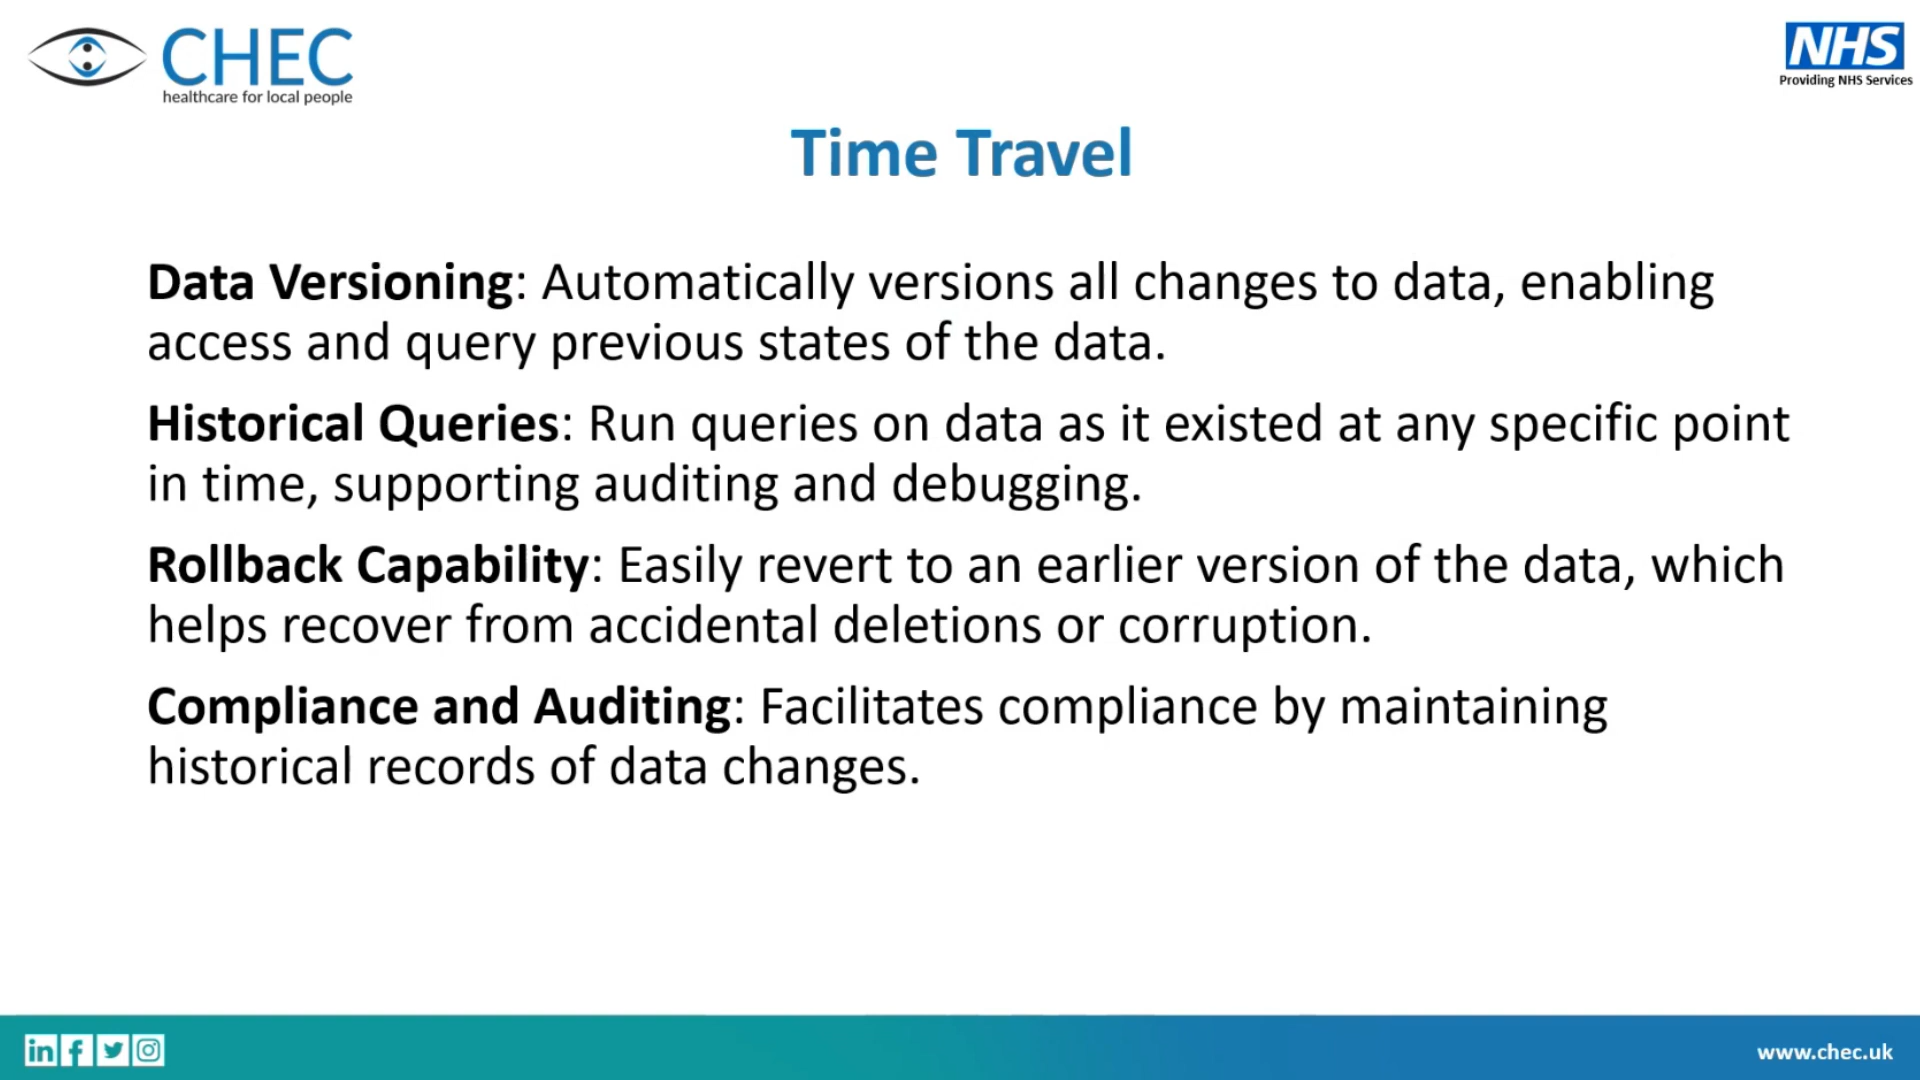 CHEC
healthcare for local people
NHS
Providing NHS Services
Time Travel
Data Versioning: Automatically versions all changes to data, enabling
access and query previous states of the data.
Historical Queries: Run queries on data as it existed at any specific point
in time, supporting auditing and debugging.
Rollback Capability: Easily revert to an earlier version of the data, which
helps recover from accidental deletions or corruption.
Compliance and Auditing: Facilitates compliance by maintaining
historical records of data changes.
in f
www.chec.uk